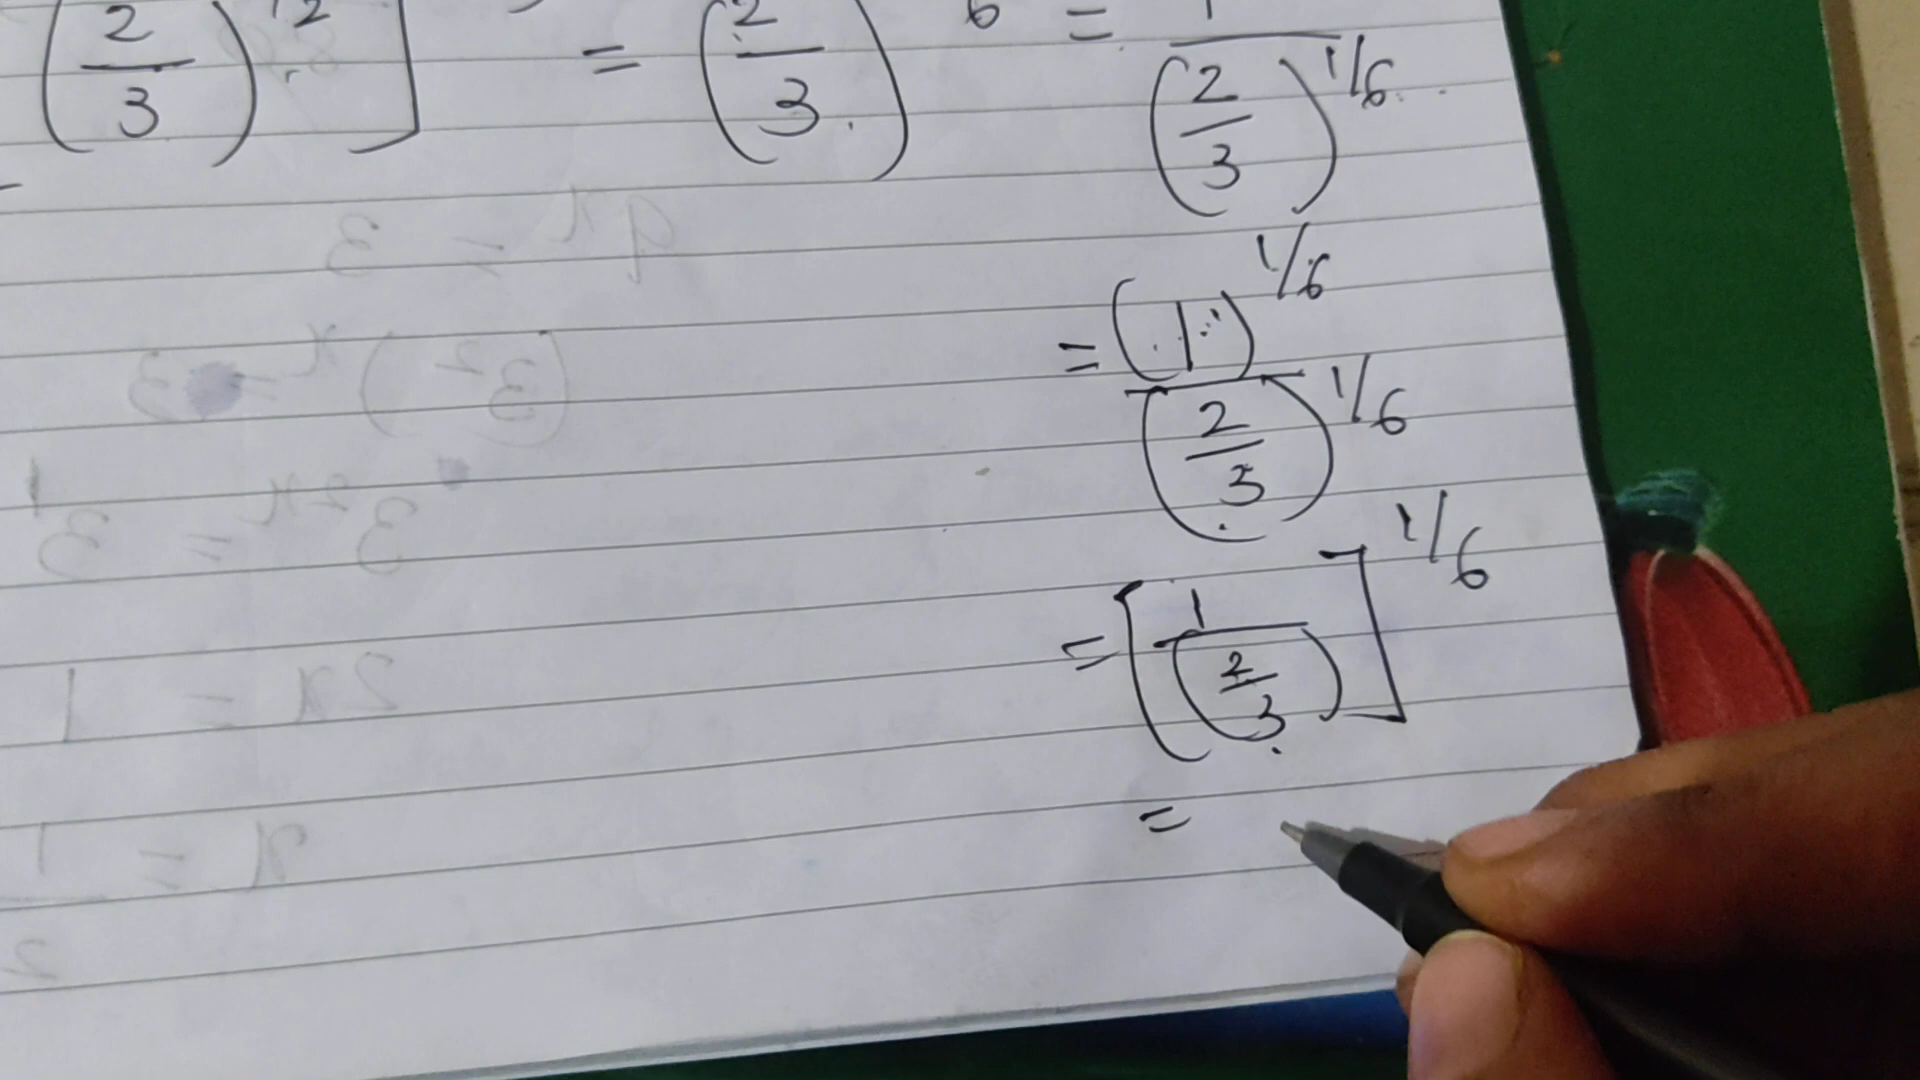 (2/3)^12] = (2/3) 6 = 1/(2/3)^1/6
= (1)^1/6/(2/3)^1/6
= [1/(2/3)]^1/6
=